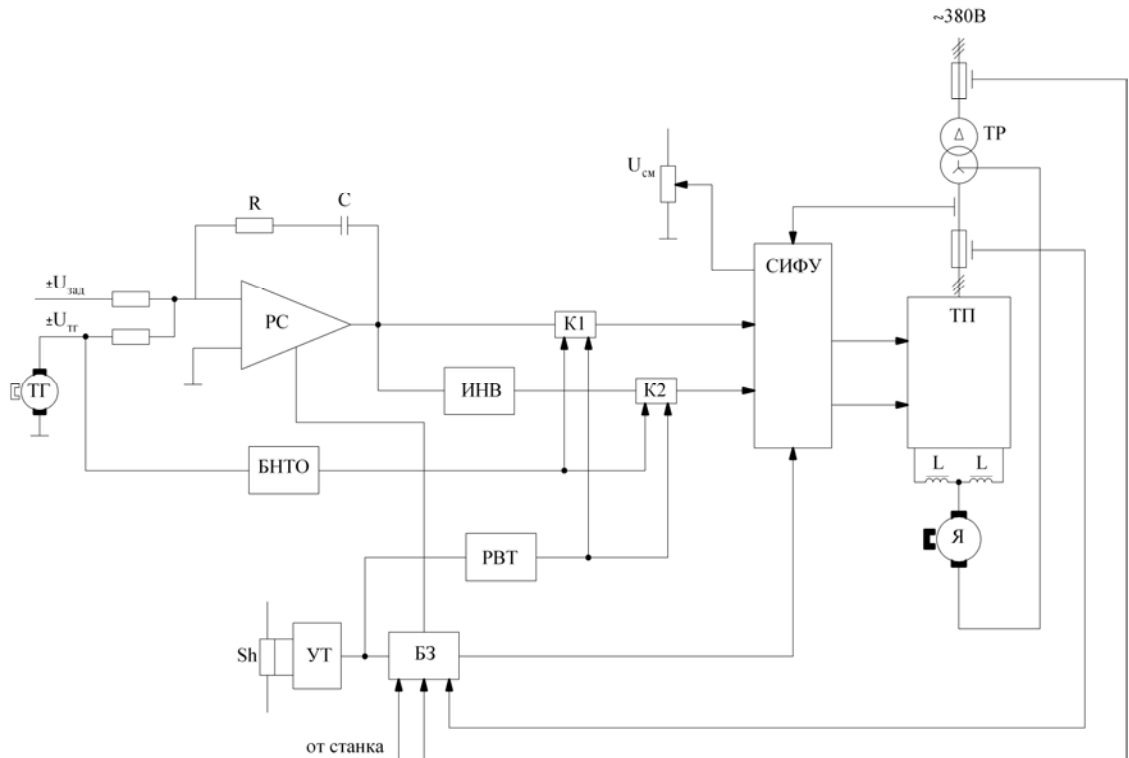 ~380В
ТР
Uсм
R
C
СИФУ
±Uзад
±Uтг
РС
К1
ТП
ТГ
ИНВ
К2
БНТО
L
L
РВТ
Я
Sh
УТ
БЗ
от станка